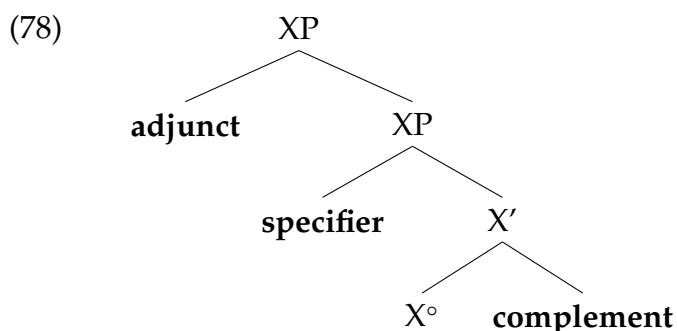 (78) XP
adjunct XP
specifier X′
X° complement